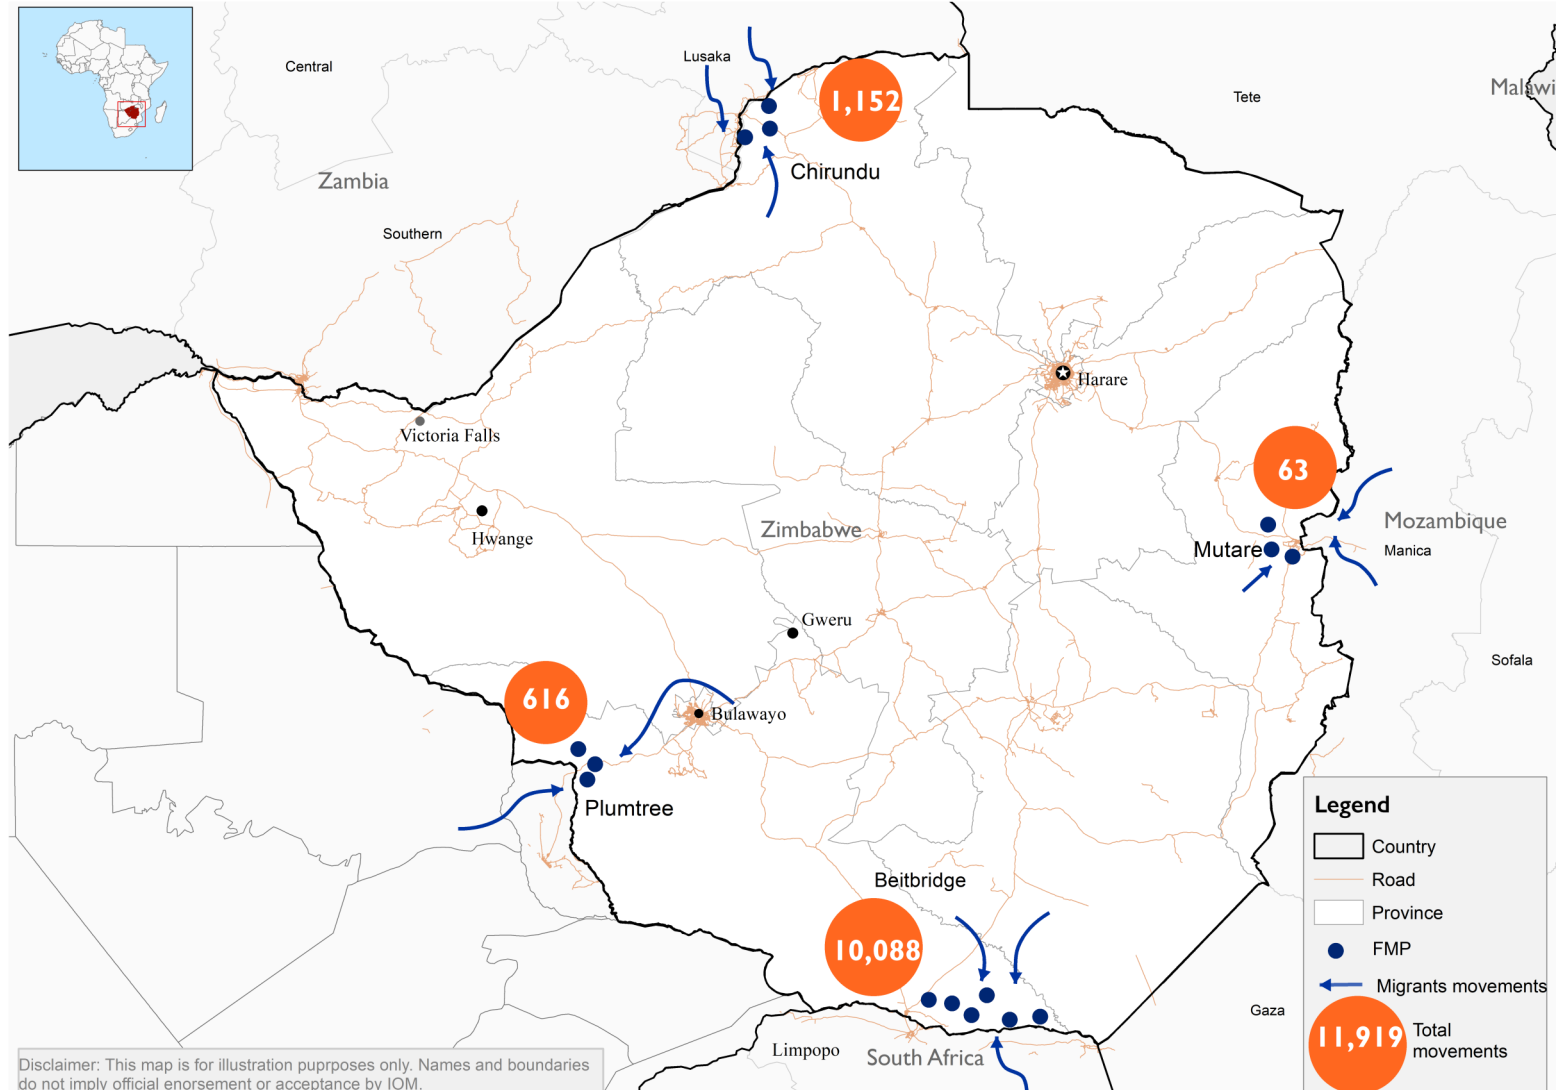 Lusaka
Central
1,152
Tete
Malawi
Chirundu
Zambia
Southern
Harare
Victoria Falls
63
Mozambique
Zimbabwe
Hwange
Mutare
Manica
Gweru
Sofala
616
Bulawayo
Plumtree
Legend
Country
Road
Province
FMP
Migrants movements
11,919
Total
movements
Beitbridge
10,088
Gaza
Limpopo
South Africa
Disclaimer: This map is for illustration puprposes only. Names and boundaries
do not imply official enorsement or acceptance by IOM.